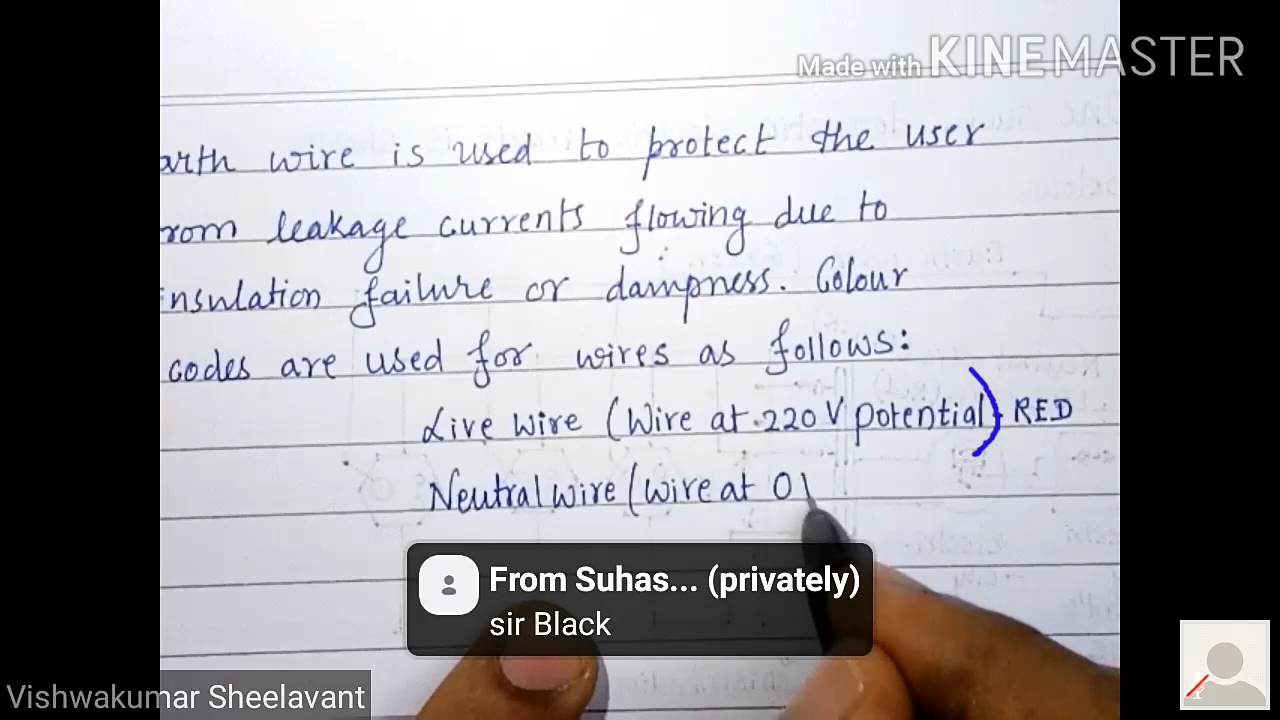 Made with KINEMASTER
arth wire is used to protect the user
rom leakage currents flowing due to
insulation failure or dampness. Colour
codes are used for wires as follows:
Live wire (Wire at 220 V potential) RED
Neutral wire (wire at 0
From Suhas... (privately)
sir Black
Vishwakumar Sheelavant